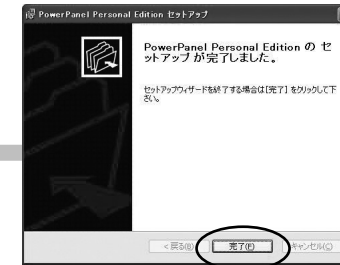 PowerPanel Personal Edition セットアップ
PowerPanel Personal Edition の セ
ットアップ が完了しました。
セットアップウィザードを終了する場合は[完了] をクリックして下
さい。
< 戻る(B)
完了(F)
キャンセル(C)